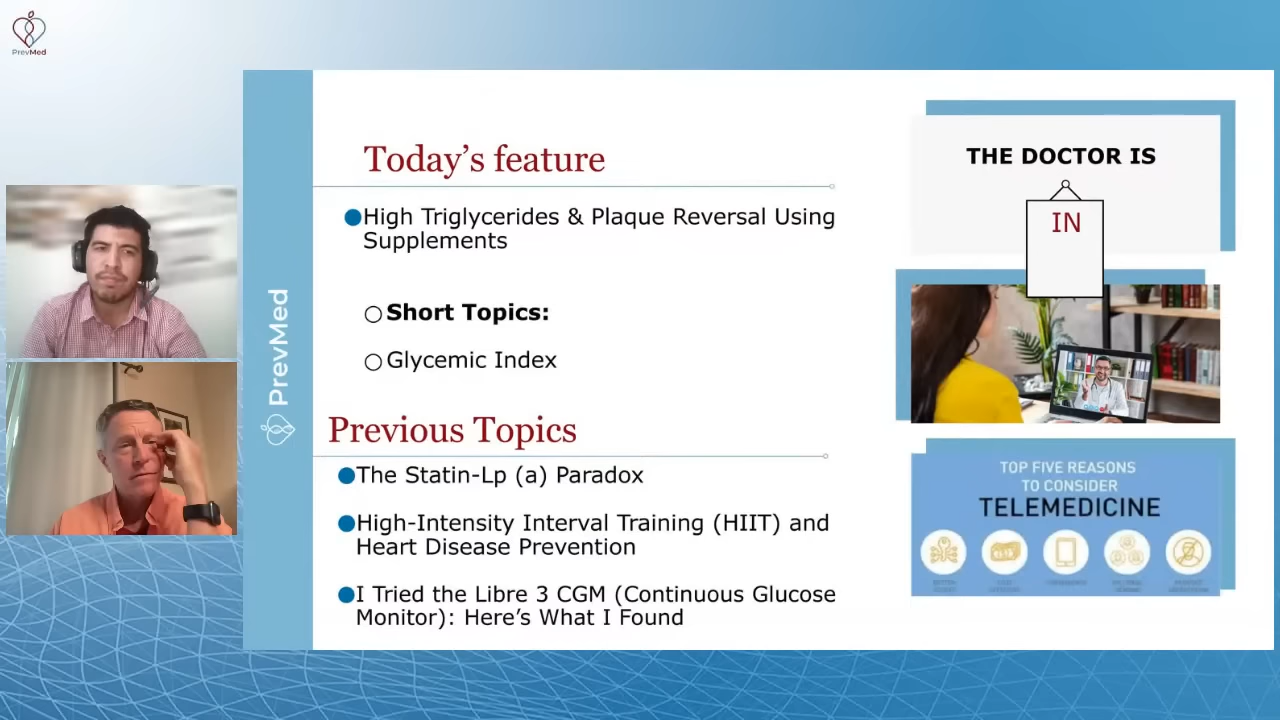 PrevMed
PrevMed
Today’s feature
●High Triglycerides & Plaque Reversal Using
Supplements
○Short Topics:
○Glycemic Index
Previous Topics
●The Statin-Lp (a) Paradox
●High-Intensity Interval Training (HIIT) and
Heart Disease Prevention
●I Tried the Libre 3 CGM (Continuous Glucose
Monitor): Here’s What I Found
THE DOCTOR IS
IN
TOP FIVE REASONS
TO CONSIDER
TELEMEDICINE